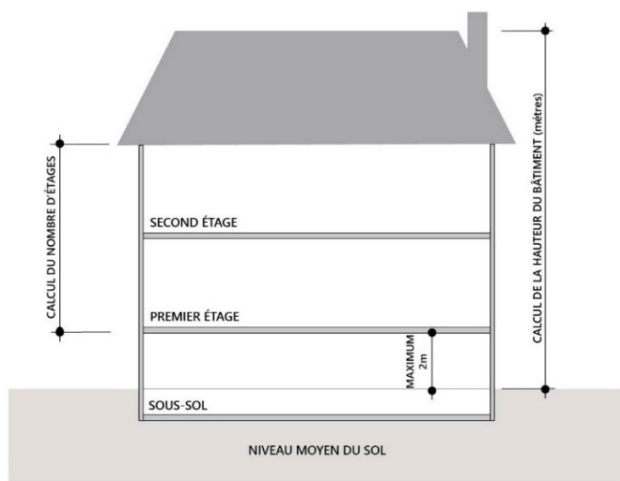 CALCUL DU NOMBRE D'ÉTAGES
SECOND ÉTAGE
PREMIER ÉTAGE
MAXIMUM
2m
SOUS-SOL
NIVEAU MOYEN DU SOL
CALCUL DE LA HAUTEUR DU BÂTIMENT (mètres)